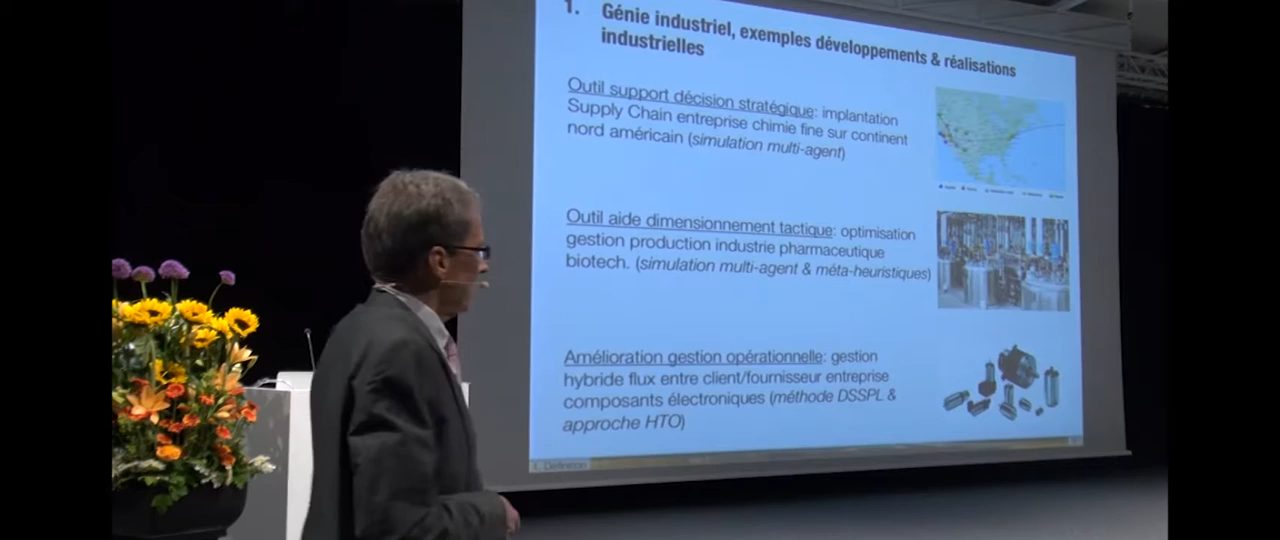 1. Génie industriel, exemples développements & réalisations
industrielles
Outil support décision stratégique: implantation
Supply Chain entreprise chimie fine sur continent
nord américain (simulation multi-agent)
Outil aide dimensionnement tactique: optimisation
gestion production industrie pharmaceutique
biotech. (simulation multi-agent & méta-heuristiques)
Amélioration gestion opérationnelle: gestion
hybride flux entre client/fournisseur entreprise
composants électroniques (méthode DSSPL &
approche HTO)
1. Définition